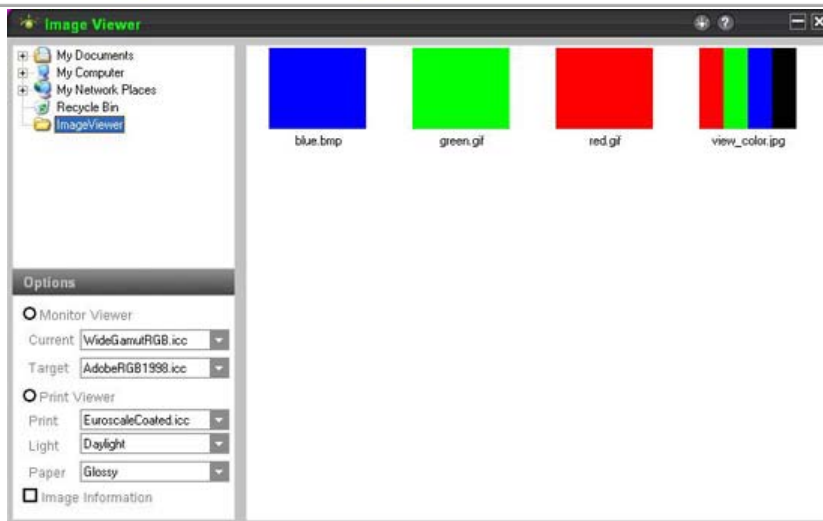 Image Viewer
My Documents
My Computer
My Network Places
Recycle Bin
ImageViewer
blue.bmp
green.gif
red.gif
view_color.jpg
Options
Monitor Viewer
Current WideGamutRGB.icc
Target AdobeRGB1998.icc
Print Viewer
Print EuroscaleCoated.icc
Light Daylight
Paper Glossy
Image Information